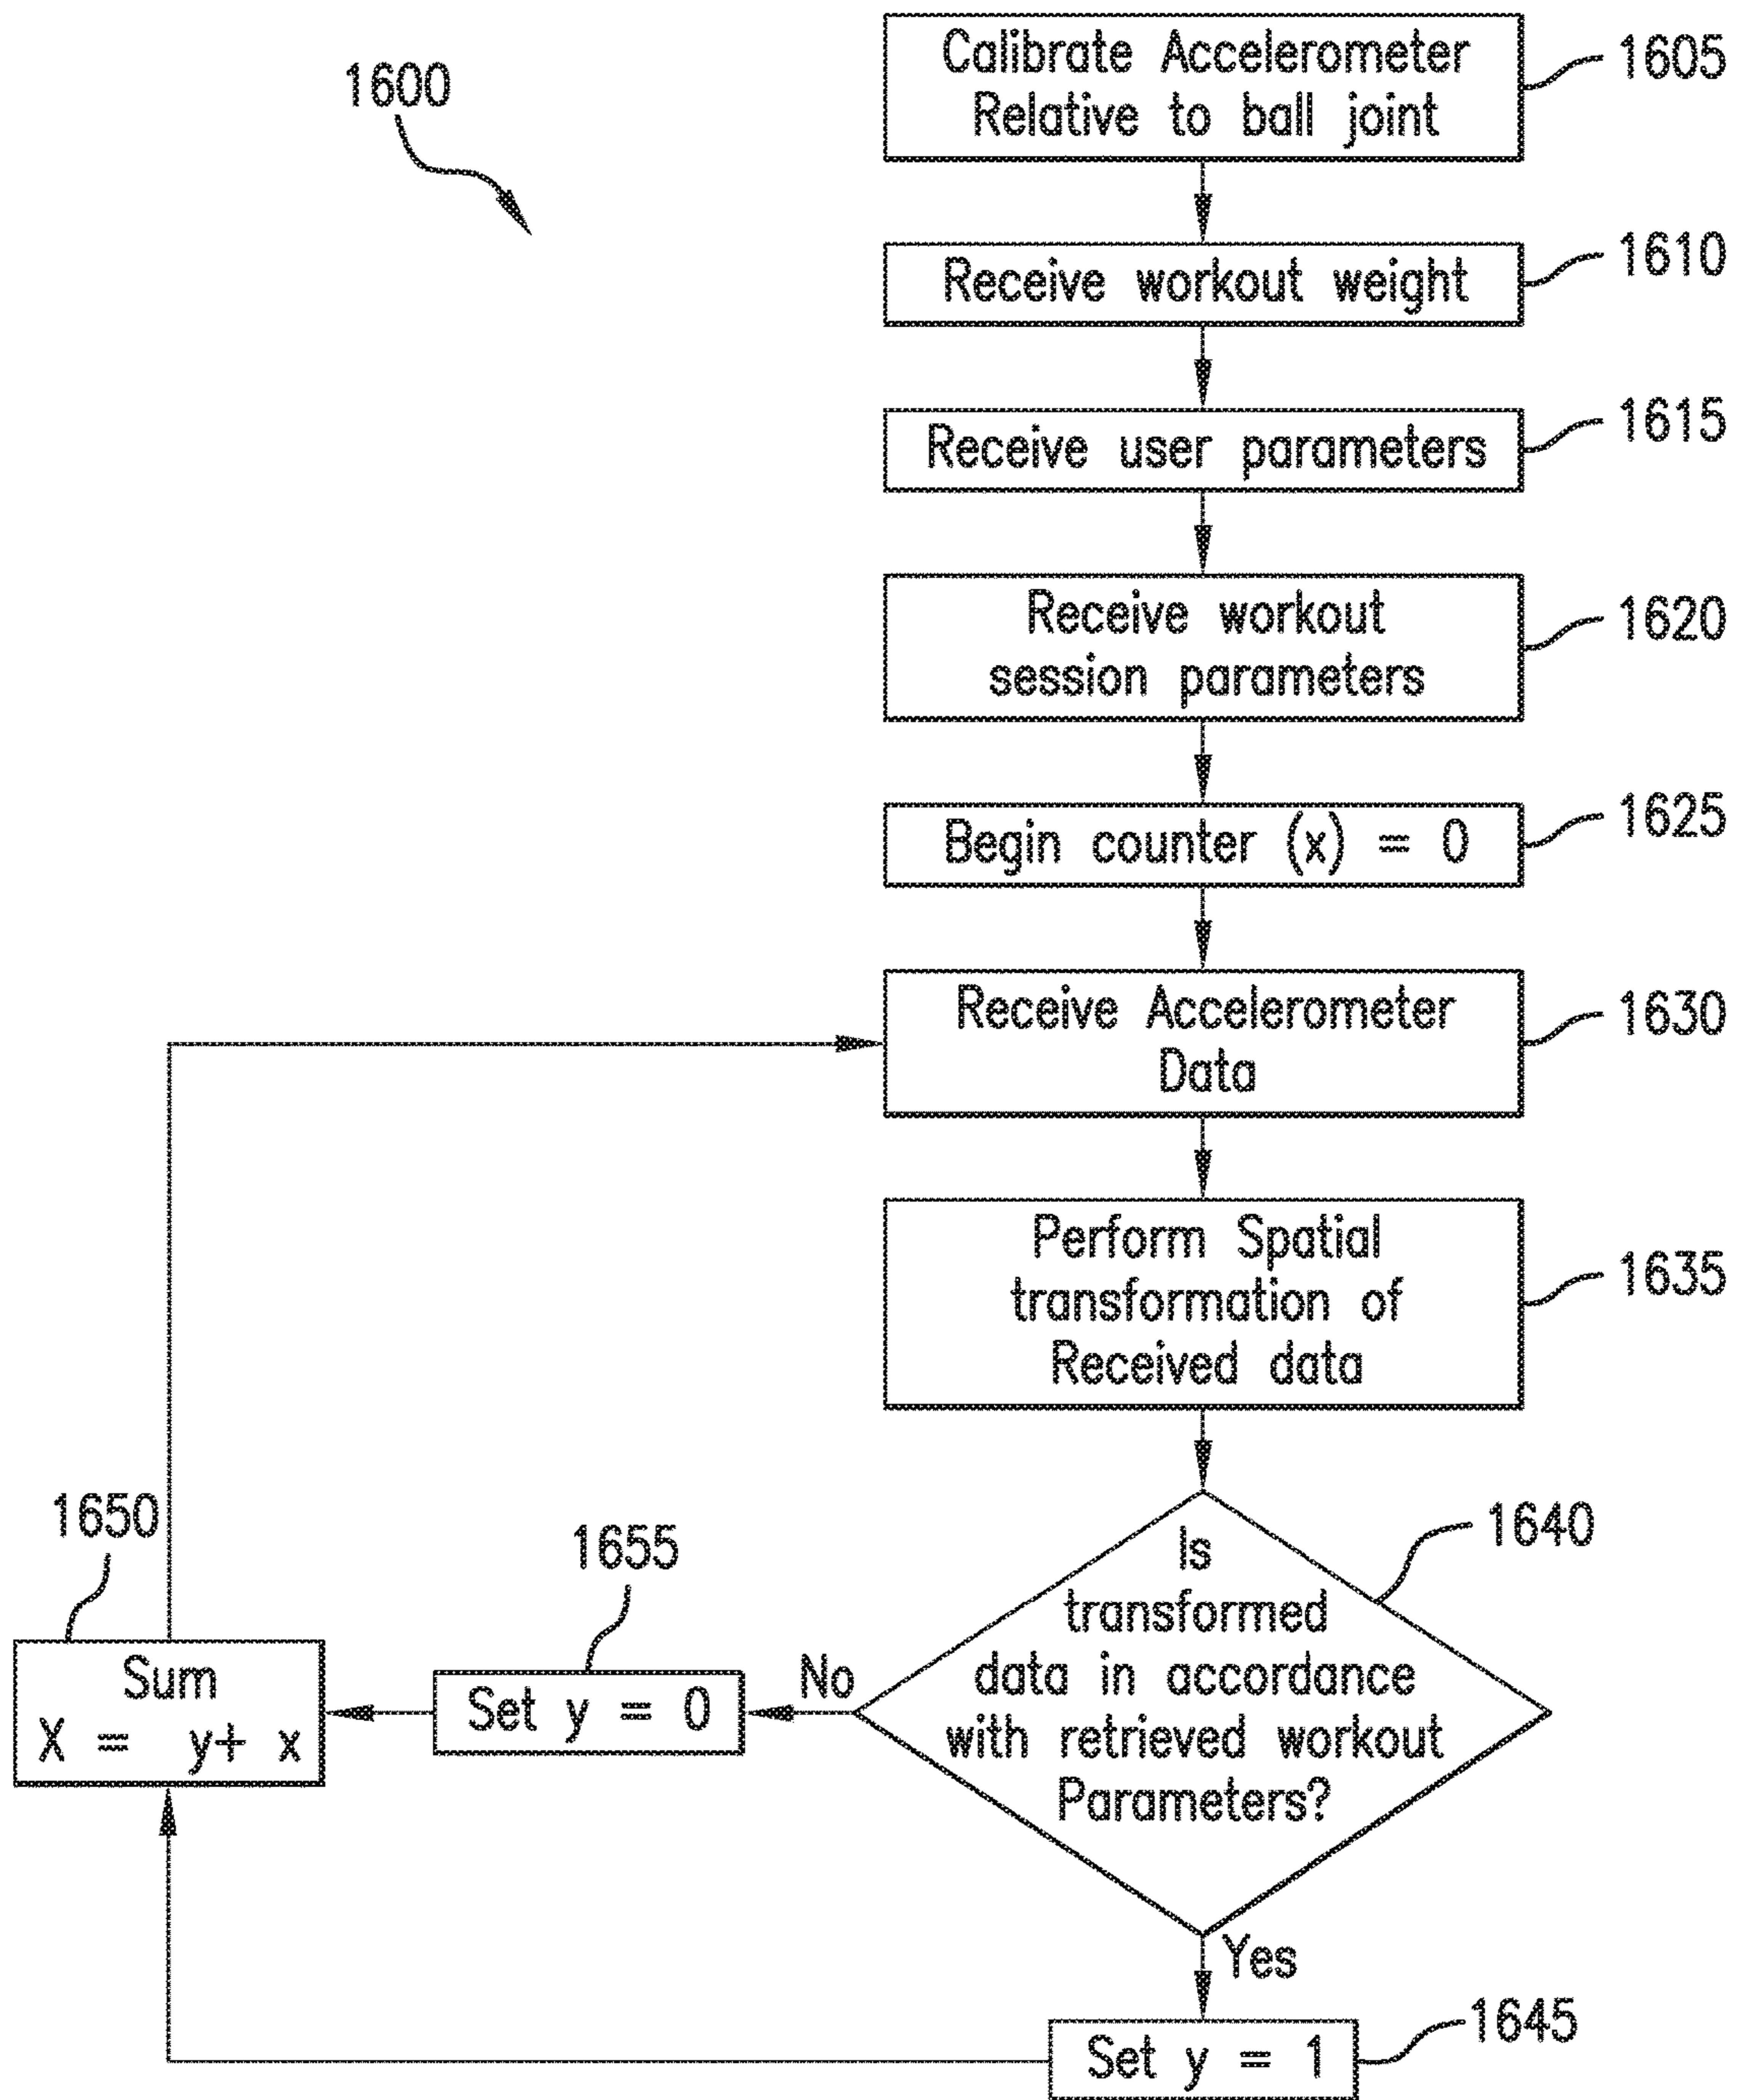 1600
Calibrate Accelerometer
Relative to ball joint
1605
Receive workout weight
1610
Receive user parameters
1615
Receive workout
session parameters
1620
Begin counter (x) = 0
1625
Receive Accelerometer
Data
1630
Perform Spatial
transformation of
Received data
1635
Is
transformed
data in accordance
with retrieved workout
Parameters?
1640
No
Set y = 0
1655
Sum
X = y+ x
1650
Yes
Set y = 1
1645